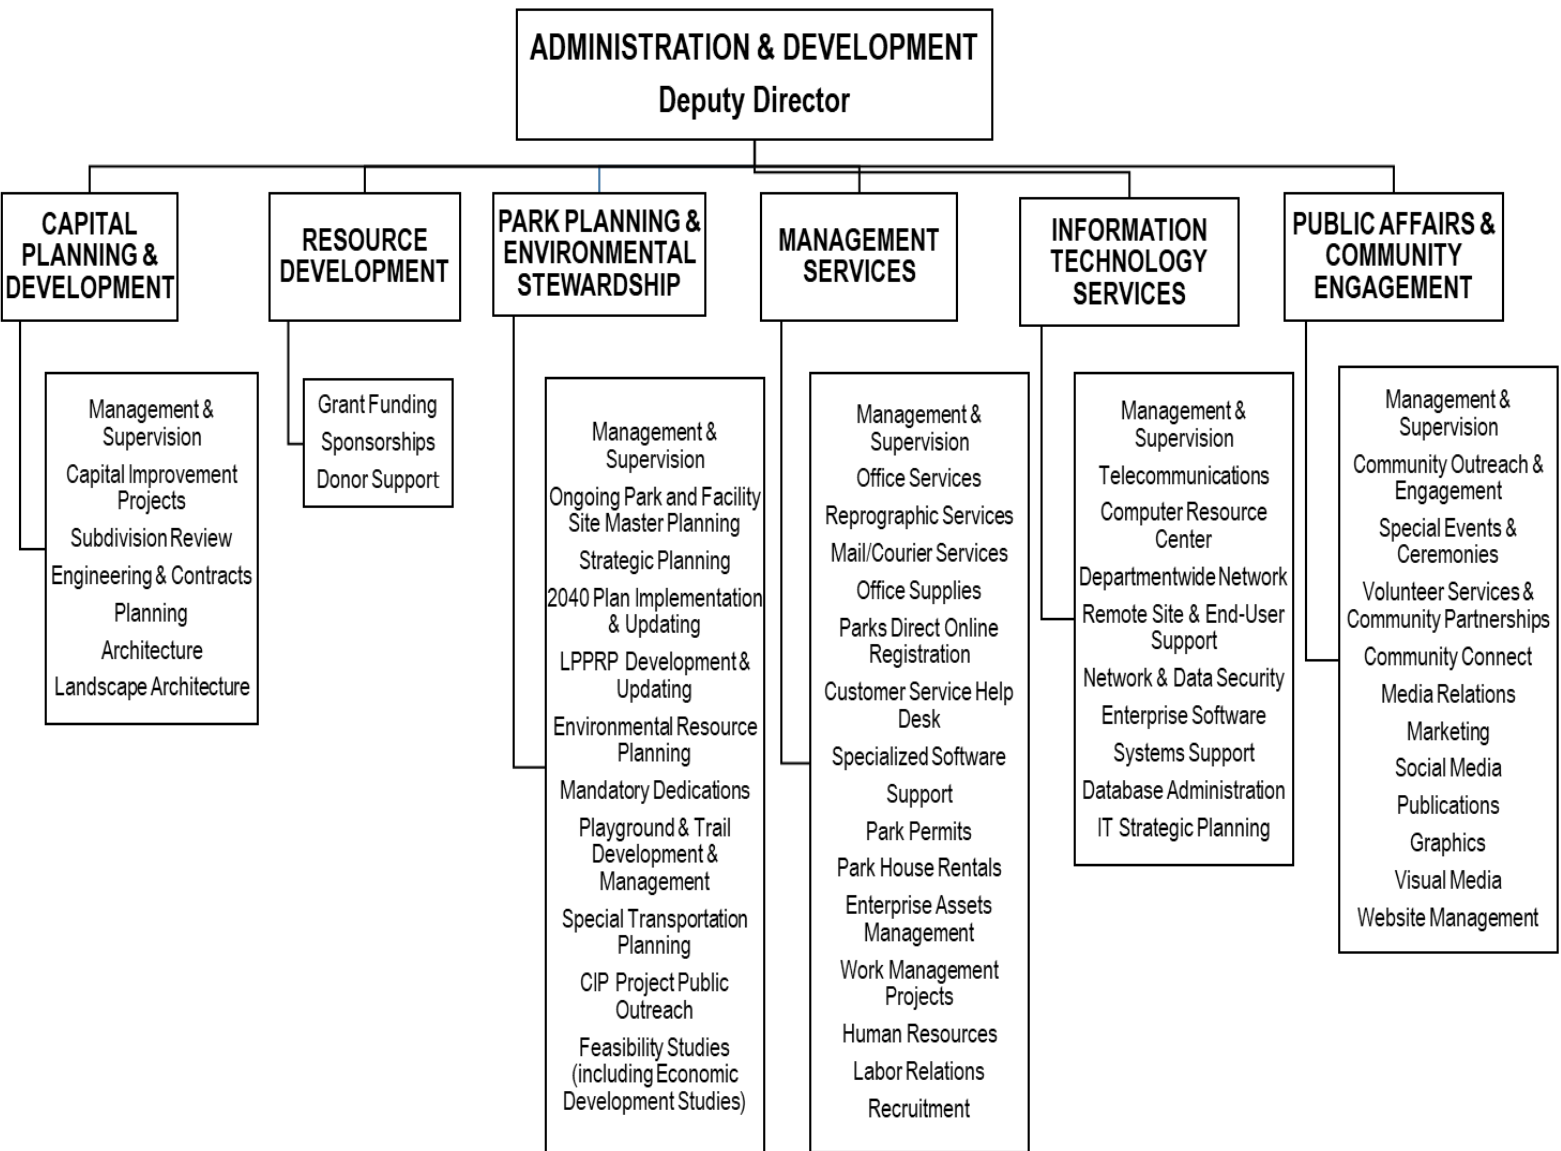 ADMINISTRATION & DEVELOPMENT
Deputy Director
CAPITAL
PLANNING &
DEVELOPMENT
Management &
Supervision
Capital Improvement
Projects
Subdivision Review
Engineering & Contracts
Planning
Architecture
Landscape Architecture
RESOURCE
DEVELOPMENT
Grant Funding
Sponsorships
Donor Support
PARK PLANNING &
ENVIRONMENTAL
STEWARDSHIP
Management &
Supervision
Ongoing Park and Facility
Site Master Planning
Strategic Planning
2040 Plan Implementation
& Updating
LPPRP Development &
Updating
Environmental Resource
Planning
Mandatory Dedications
Playground & Trail
Development &
Management
Special Transportation
Planning
CIP Project Public
Outreach
Feasibility Studies
(including Economic
Development Studies)
MANAGEMENT
SERVICES
Management &
Supervision
Office Services
Reprographic Services
Mail/Courier Services
Office Supplies
Parks Direct Online
Registration
Customer Service Help
Desk
Specialized Software
Support
Park Permits
Park House Rentals
Enterprise Assets
Management
Work Management
Projects
Human Resources
Labor Relations
Recruitment
INFORMATION
TECHNOLOGY
SERVICES
Management &
Supervision
Telecommunications
Computer Resource
Center
Departmentwide Network
Remote Site & End-User
Support
Network & Data Security
Enterprise Software
Systems Support
Database Administration
IT Strategic Planning
PUBLIC AFFAIRS &
COMMUNITY
ENGAGEMENT
Management &
Supervision
Community Outreach &
Engagement
Special Events &
Ceremonies
Volunteer Services &
Community Partnerships
Community Connect
Media Relations
Marketing
Social Media
Publications
Graphics
Visual Media
Website Management